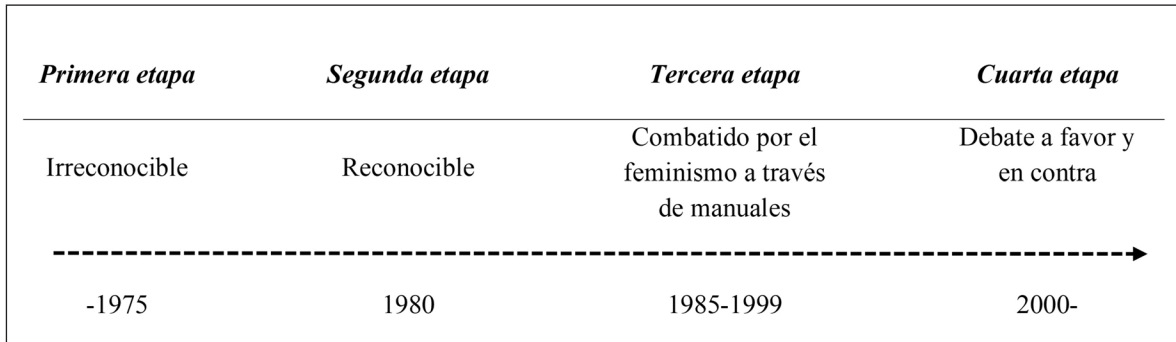 Primera etapa Segunda etapa Tercera etapa Cuarta etapa
Irreconocible Reconocible Combatido por el Debate a favor y
feminismo a través en contra
de manuales
-1975 1980 1985-1999 2000-